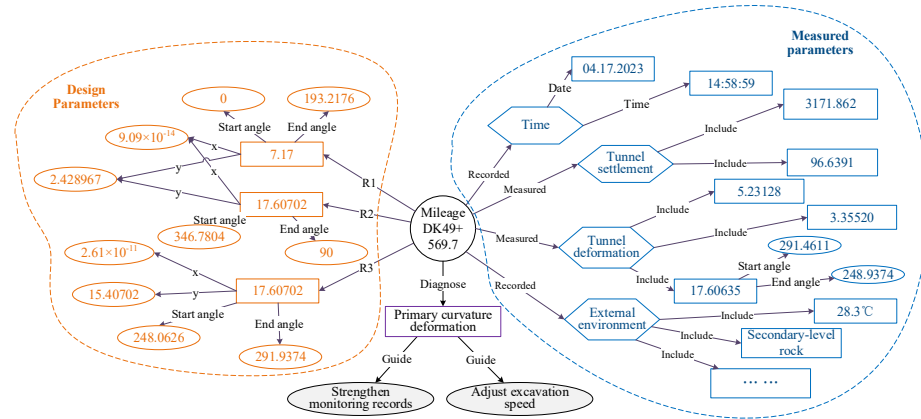 Measured
parameters
Design
Parameters
0
193.2176
Start angle
End angle
9.09×10⁻¹⁴
x
7.17
x
y
2.428967
y
17.60702
Start angle
346.7804
End
angle
90
2.61×10⁻¹¹
x
17.60702
y
15.40702
Start angle
248.0626
End
angle
291.9374
R1
R2
R3
Mileage
DK49+
569.7
Diagnose
Primary curvature
deformation
Guide
Guide
Strengthen
monitoring records
Adjust excavation
speed
Recorded
Time
Date
04.17.2023
Time
14:58:59
Measured
Tunnel
settlement
Include
3171.862
Include
96.6391
Measured
Tunnel
deformation
Include
5.23128
Include
3.35520
Include
17.60635
Start angle
291.4611
End angle
248.9374
Recorded
External
environment
Include
28.3℃
Include
Secondary-level
rock
Include
... ...